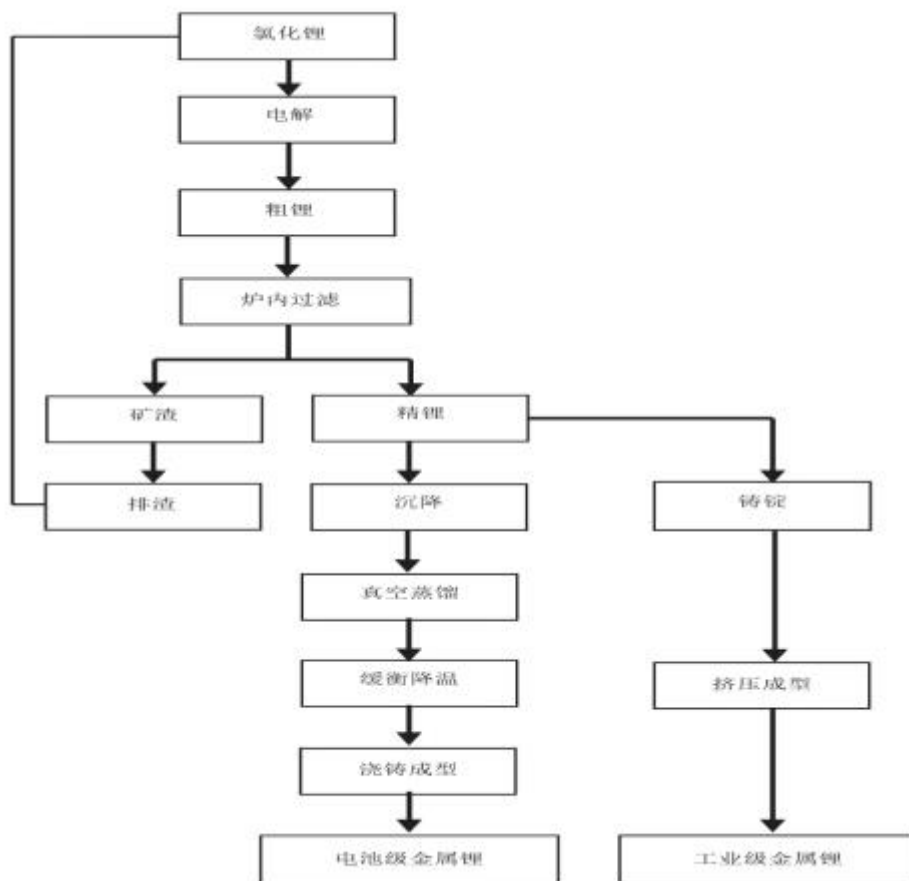 氯化锂
电解
粗锂
炉内过滤
矿渣
精锂
排渣
沉降
铸锭
真空蒸馏
缓衡降温
挤压成型
浇铸成型
电池级金属锂
工业级金属锂